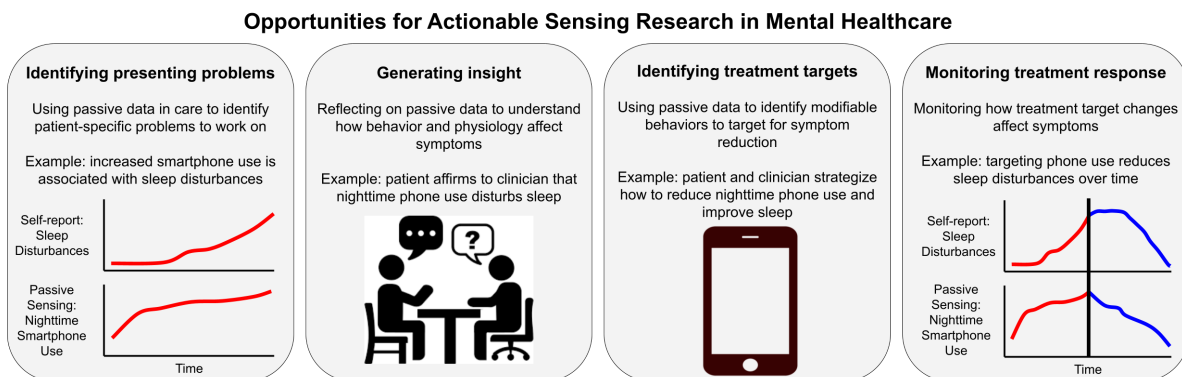 Opportunities for Actionable Sensing Research in Mental Healthcare
Identifying presenting problems
Using passive data in care to identify
patient-specific problems to work on
Example: increased smartphone use is
associated with sleep disturbances
Self-report:
Sleep
Disturbances
Passive
Sensing:
Nighttime
Smartphone
Use
Time
Generating insight
Reflecting on passive data to understand
how behavior and physiology affect
symptoms
Example: patient affirms to clinician that
nighttime phone use disturbs sleep
?
Identifying treatment targets
Using passive data to identify modifiable
behaviors to target for symptom
reduction
Example: patient and clinician strategize
how to reduce nighttime phone use and
improve sleep
Monitoring treatment response
Monitoring how treatment target changes
affect symptoms
Example: targeting phone use reduces
sleep disturbances over time
Self-report:
Sleep
Disturbances
Passive
Sensing:
Nighttime
Smartphone
Use
Time